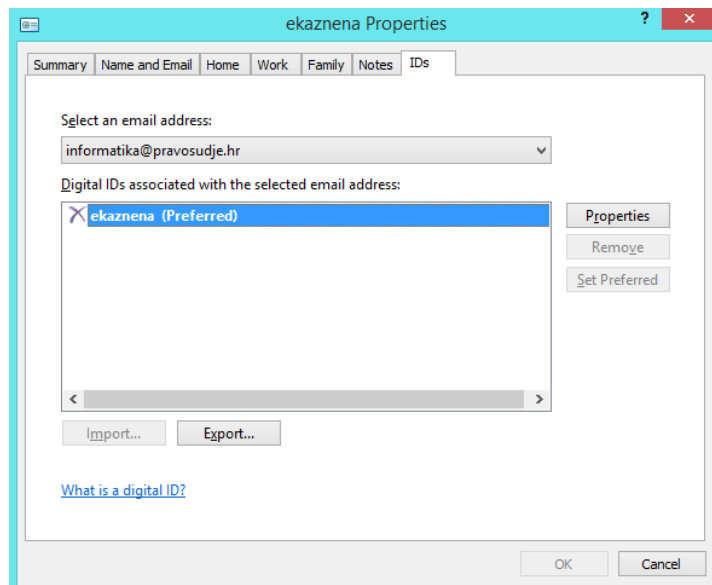 ekaznena Properties
?
Summary Name and Email Home Work Family Notes IDs
Select an email address:
informatika@pravosudje.hr
Digital IDs associated with the selected email address:
ekaznena (Preferred)
Properties
Remove
Set Preferred
Import... Export...
What is a digital ID?
OK Cancel